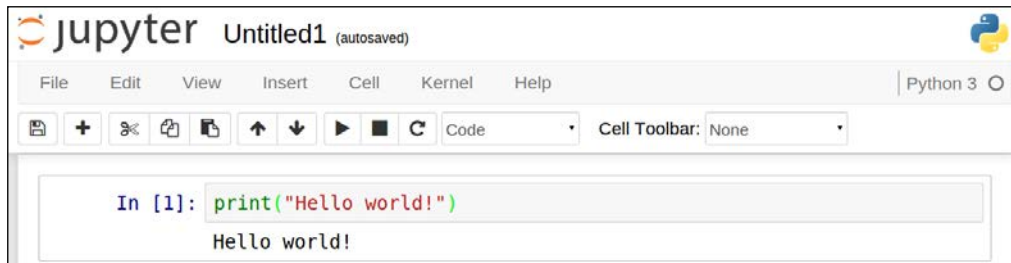 jupyter Untitled1 (autosaved)
File Edit View Insert Cell Kernel Help Python 3
Code Cell Toolbar: None
In [1]: print("Hello world!")
Hello world!